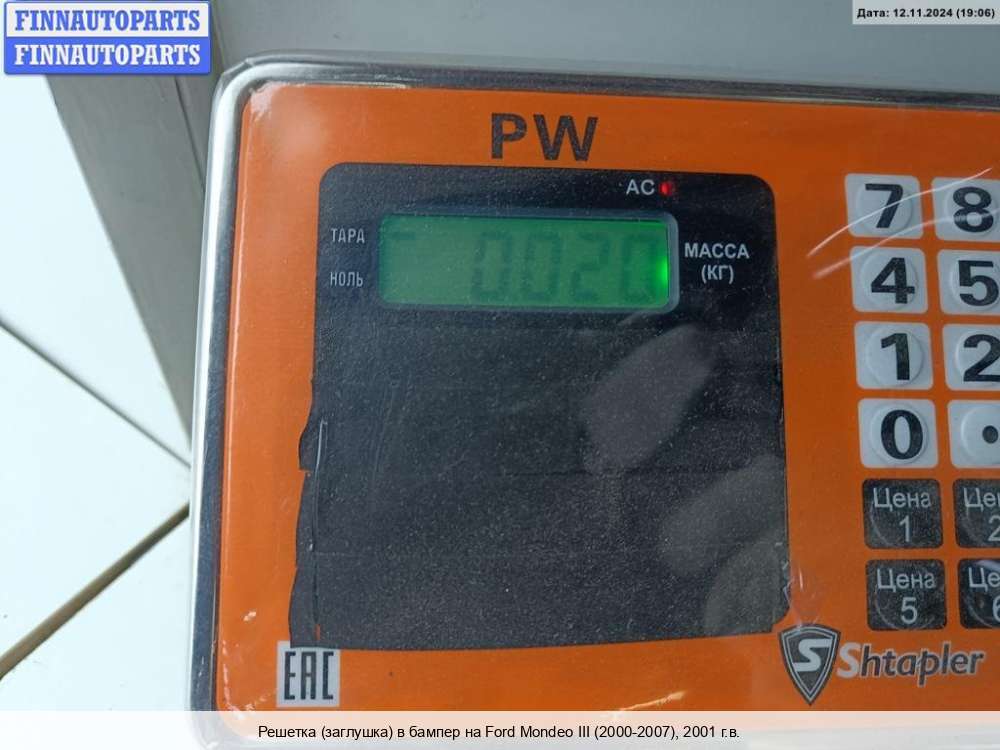 FINNAUTOPARTS
FINNAUTOPARTS
Дата: 12.11.2024 (19:06)
PW
AC
ТАРА
НОЛЬ
0.020
МАССА
(КГ)
7 8
4 5
1 2
0 .
Цена
1
2
Цена
5
6
EAC
S Shtapler
Решетка (заглушка) в бампер на Ford Mondeo III (2000-2007), 2001 г.в.